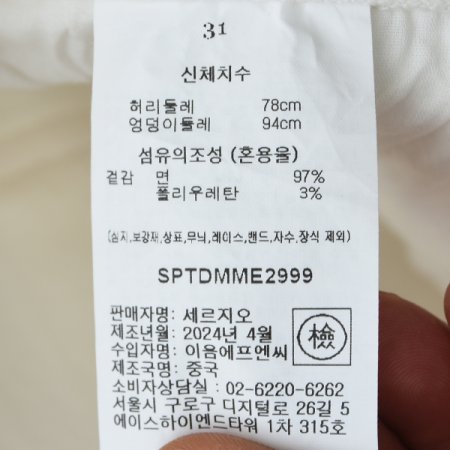 31
신체치수
허리둘레 78cm
엉덩이둘레 94cm
섬유의조성 (혼용율)
겉감 면 97%
폴리우레탄 3%
(심지,보강재,상표,무늬,레이스,밴드,자수,장식 제외)
SPTDMME2999
판매자명: 세르지오
제조년월: 2024년 4월
檢
수입자명: 이음에프엔씨
제조국명: 중국
소비자상담실 : 02-6220-6262
서울시 구로구 디지털로 26길 5
에이스하이엔드타워 1차 315호